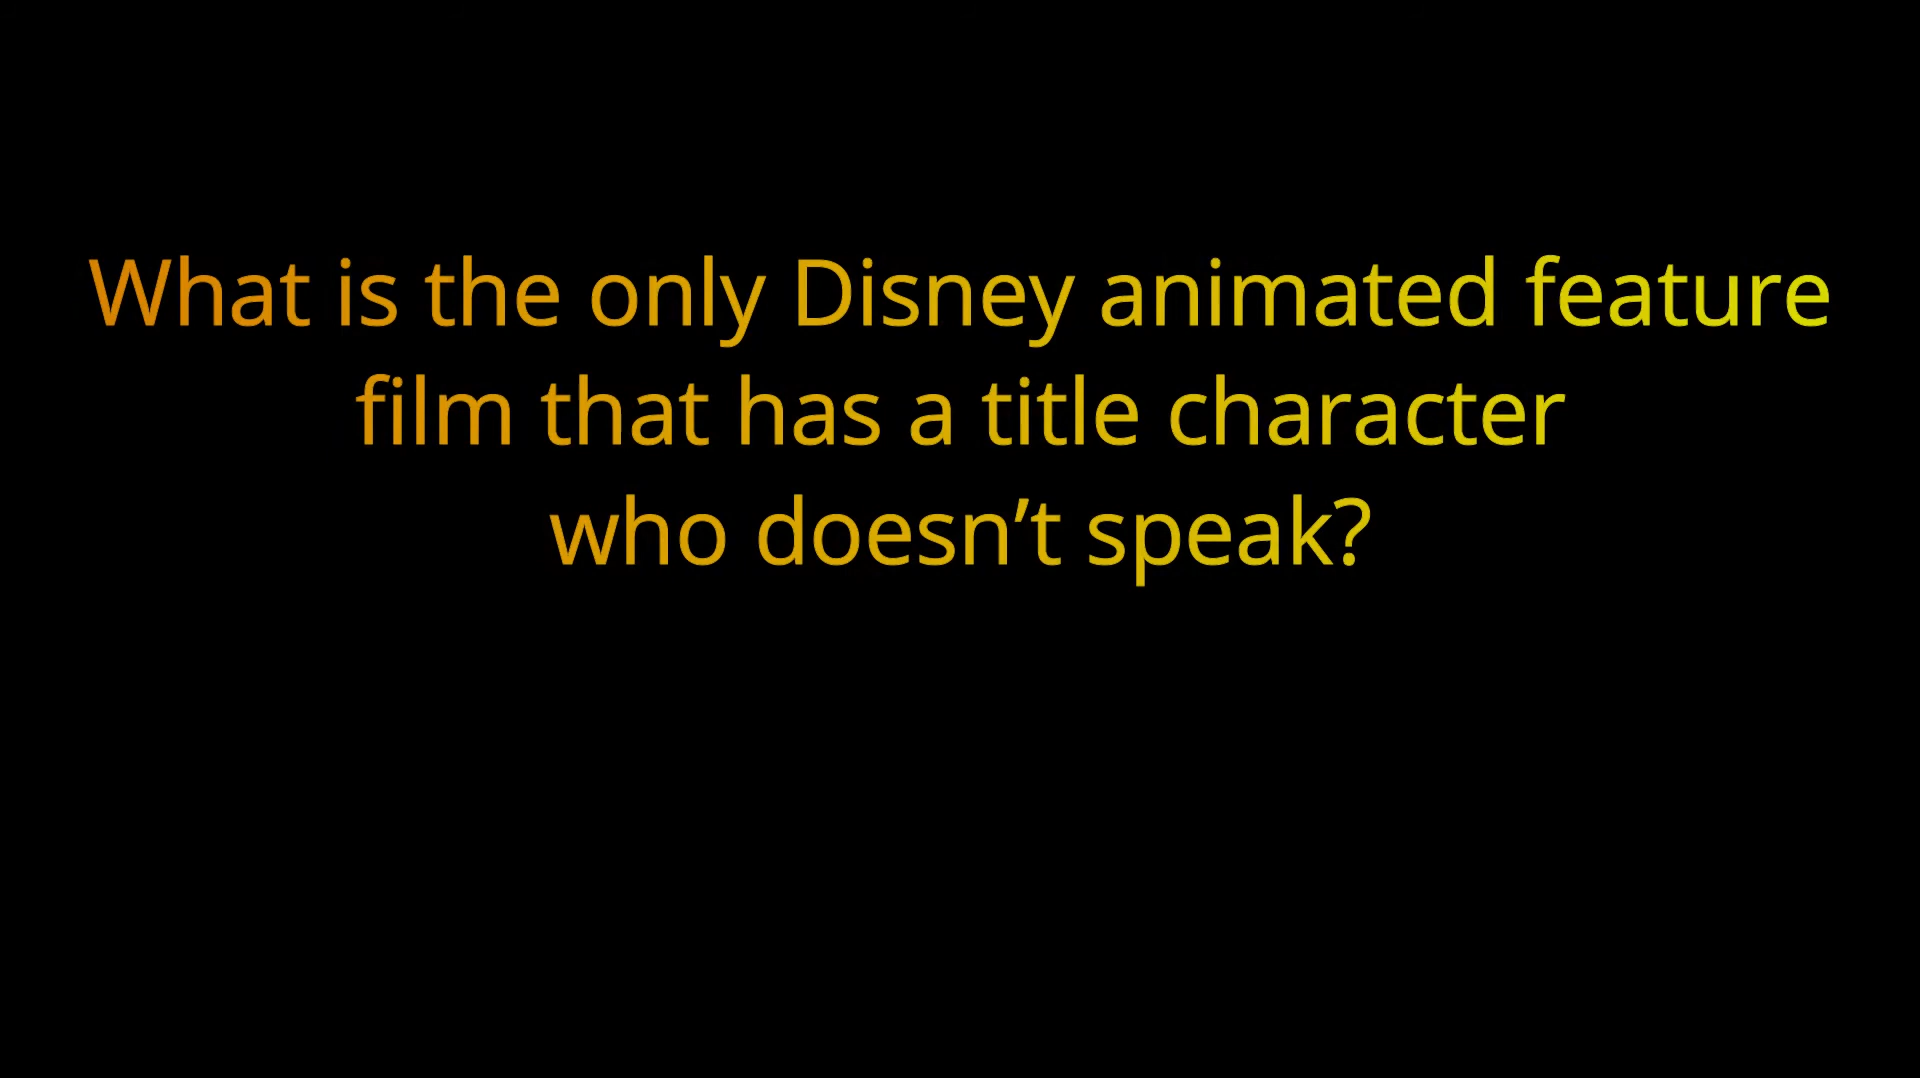 What is the only Disney animated feature
film that has a title character
who doesn’t speak?